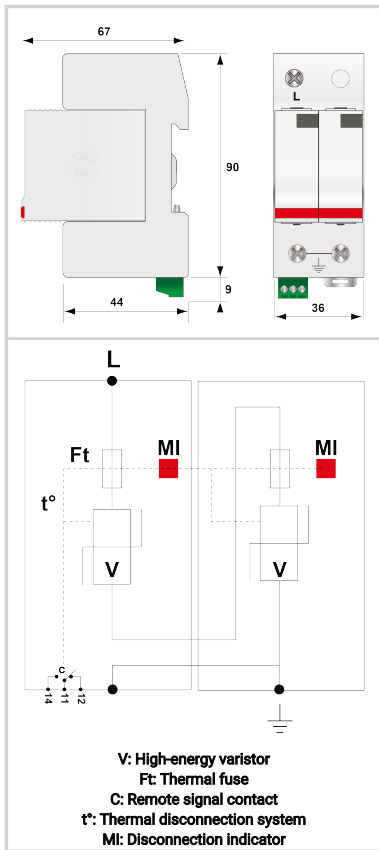 67
L
90
44
9
36
L
Ft
MI
MI
t°
V
V
C
14
11
12
V: High-energy varistor
Ft: Thermal fuse
C: Remote signal contact
t°: Thermal disconnection system
MI: Disconnection indicator